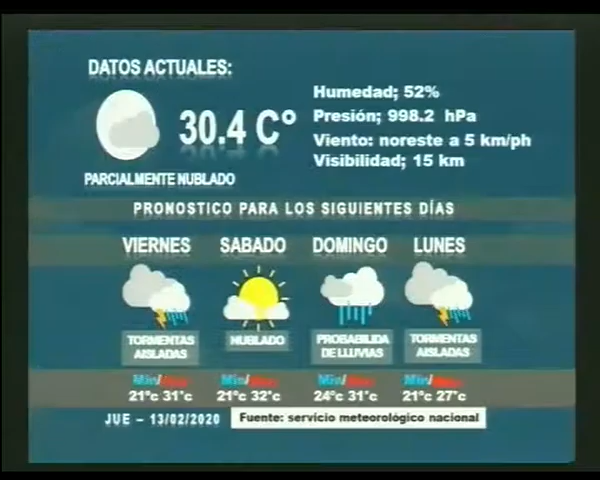 DATOS ACTUALES:
30.4 C°
Humedad; 52%
Presión; 998.2 hPa
Viento: noreste a 5 km/ph
Visibilidad; 15 km
PARCIALMENTE NUBLADO
PRONOSTICO PARA LOS SIGUIENTES DÍAS
VIERNES SABADO DOMINGO LUNES
TORMENTAS AISLADAS
NUBLADO
PROBABILIDA DE LLUVIAS
TORMENTAS AISLADAS
Min/Max Min/Max Min/Max Min/Max
21°c 31°c 21°c 32°c 24°c 31°c 21°c 27°c
JUE – 13/02/2020 Fuente: servicio meteorológico nacional